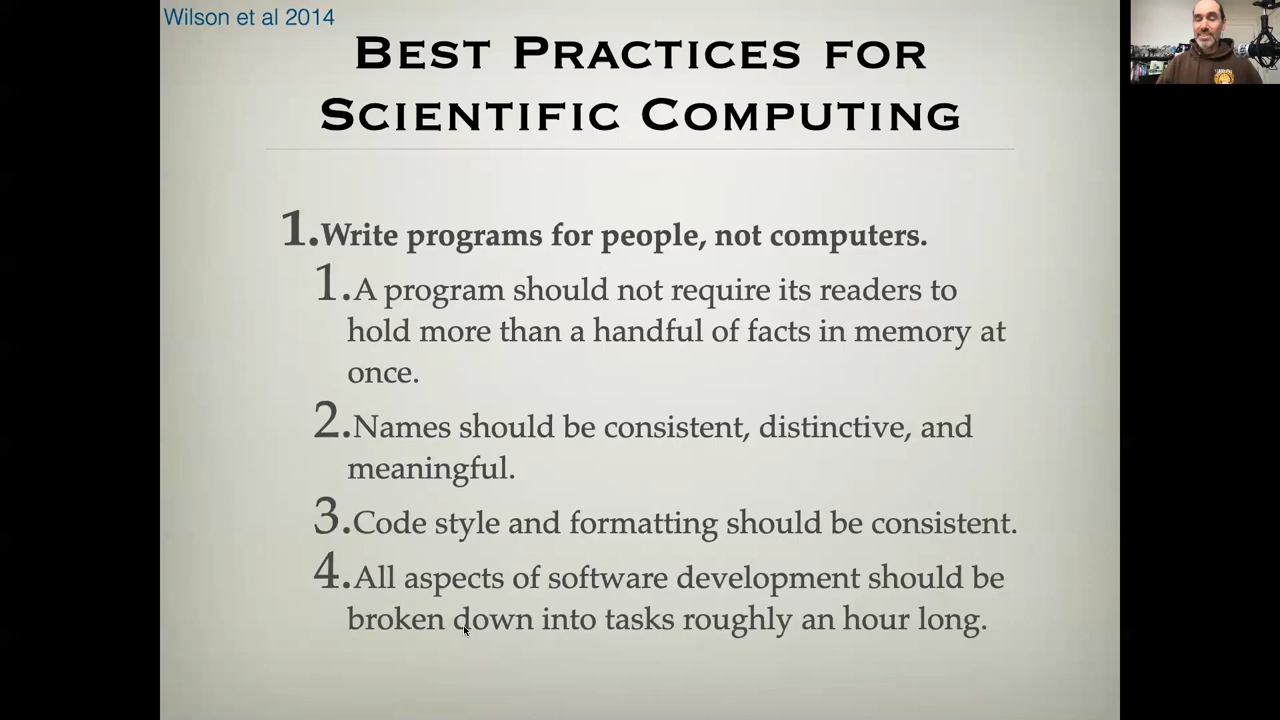 Wilson et al 2014
BEST PRACTICES FOR
SCIENTIFIC COMPUTING
1.Write programs for people, not computers.
1.A program should not require its readers to
hold more than a handful of facts in memory at
once.
2.Names should be consistent, distinctive, and
meaningful.
3.Code style and formatting should be consistent.
4.All aspects of software development should be
broken down into tasks roughly an hour long.